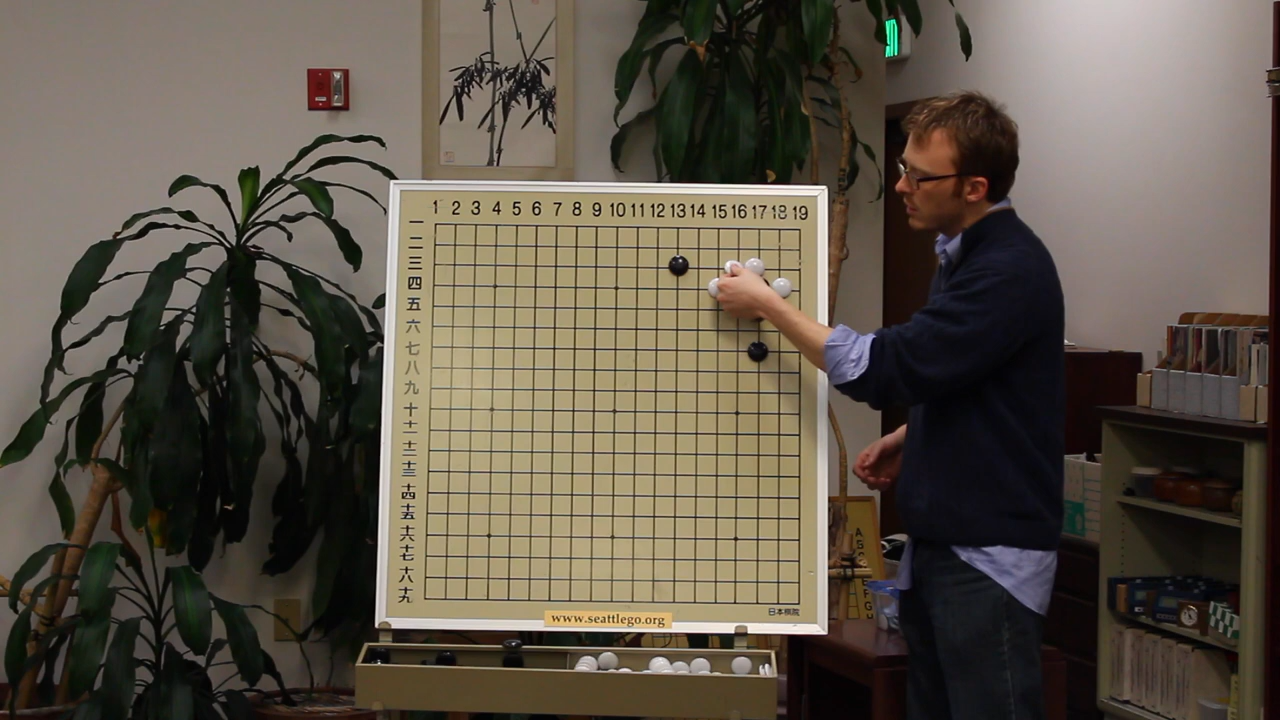 1 2 3 4 5 6 7 8 9 10 11 12 13 14 15 16 17 18 19
一
二
三
四
五
六
七
八
九
十
十一
十二
十三
十四
十五
十六
十七
十八
十九
日本棋院
www.seattlego.org